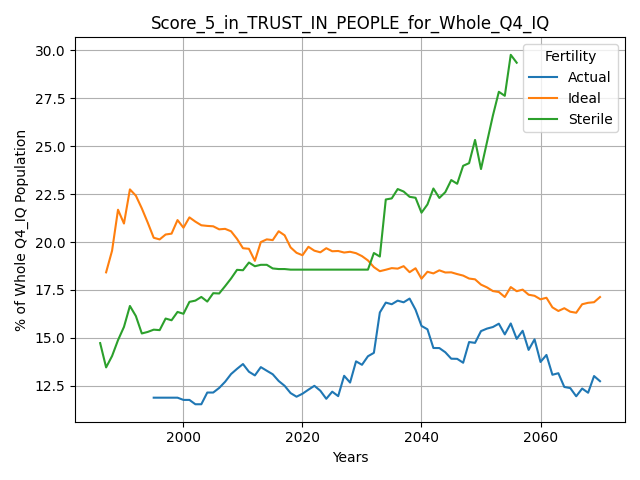 Score_5_in_TRUST_IN_PEOPLE_for_Whole_Q4_IQ
% of Whole Q4_IQ Population
30.0
27.5
25.0
22.5
20.0
17.5
15.0
12.5
Fertility
Actual
Ideal
Sterile
2000
2020
2040
2060
Years